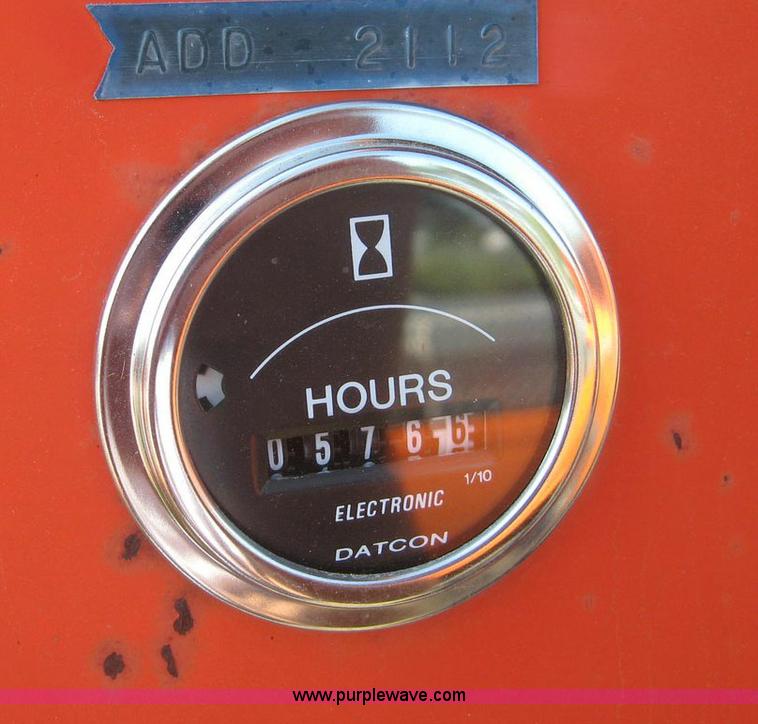 ADD 2112
HOURS
0 5 7 6 6
1/10
ELECTRONIC
DATCON
www.purplewave.com